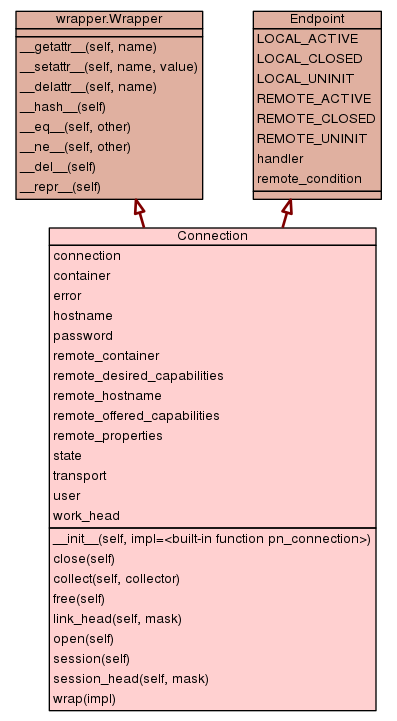 wrapper.Wrapper
__getattr__(self, name)
__setattr__(self, name, value)
__delattr__(self, name)
__hash__(self)
__eq__(self, other)
__ne__(self, other)
__del__(self)
__repr__(self)
Endpoint
LOCAL_ACTIVE
LOCAL_CLOSED
LOCAL_UNINIT
REMOTE_ACTIVE
REMOTE_CLOSED
REMOTE_UNINIT
handler
remote_condition
Connection
connection
container
error
hostname
password
remote_container
remote_desired_capabilities
remote_hostname
remote_offered_capabilities
remote_properties
state
transport
user
work_head
__init__(self, impl=<built-in function pn_connection>)
close(self)
collect(self, collector)
free(self)
link_head(self, mask)
open(self)
session(self)
session_head(self, mask)
wrap(impl)